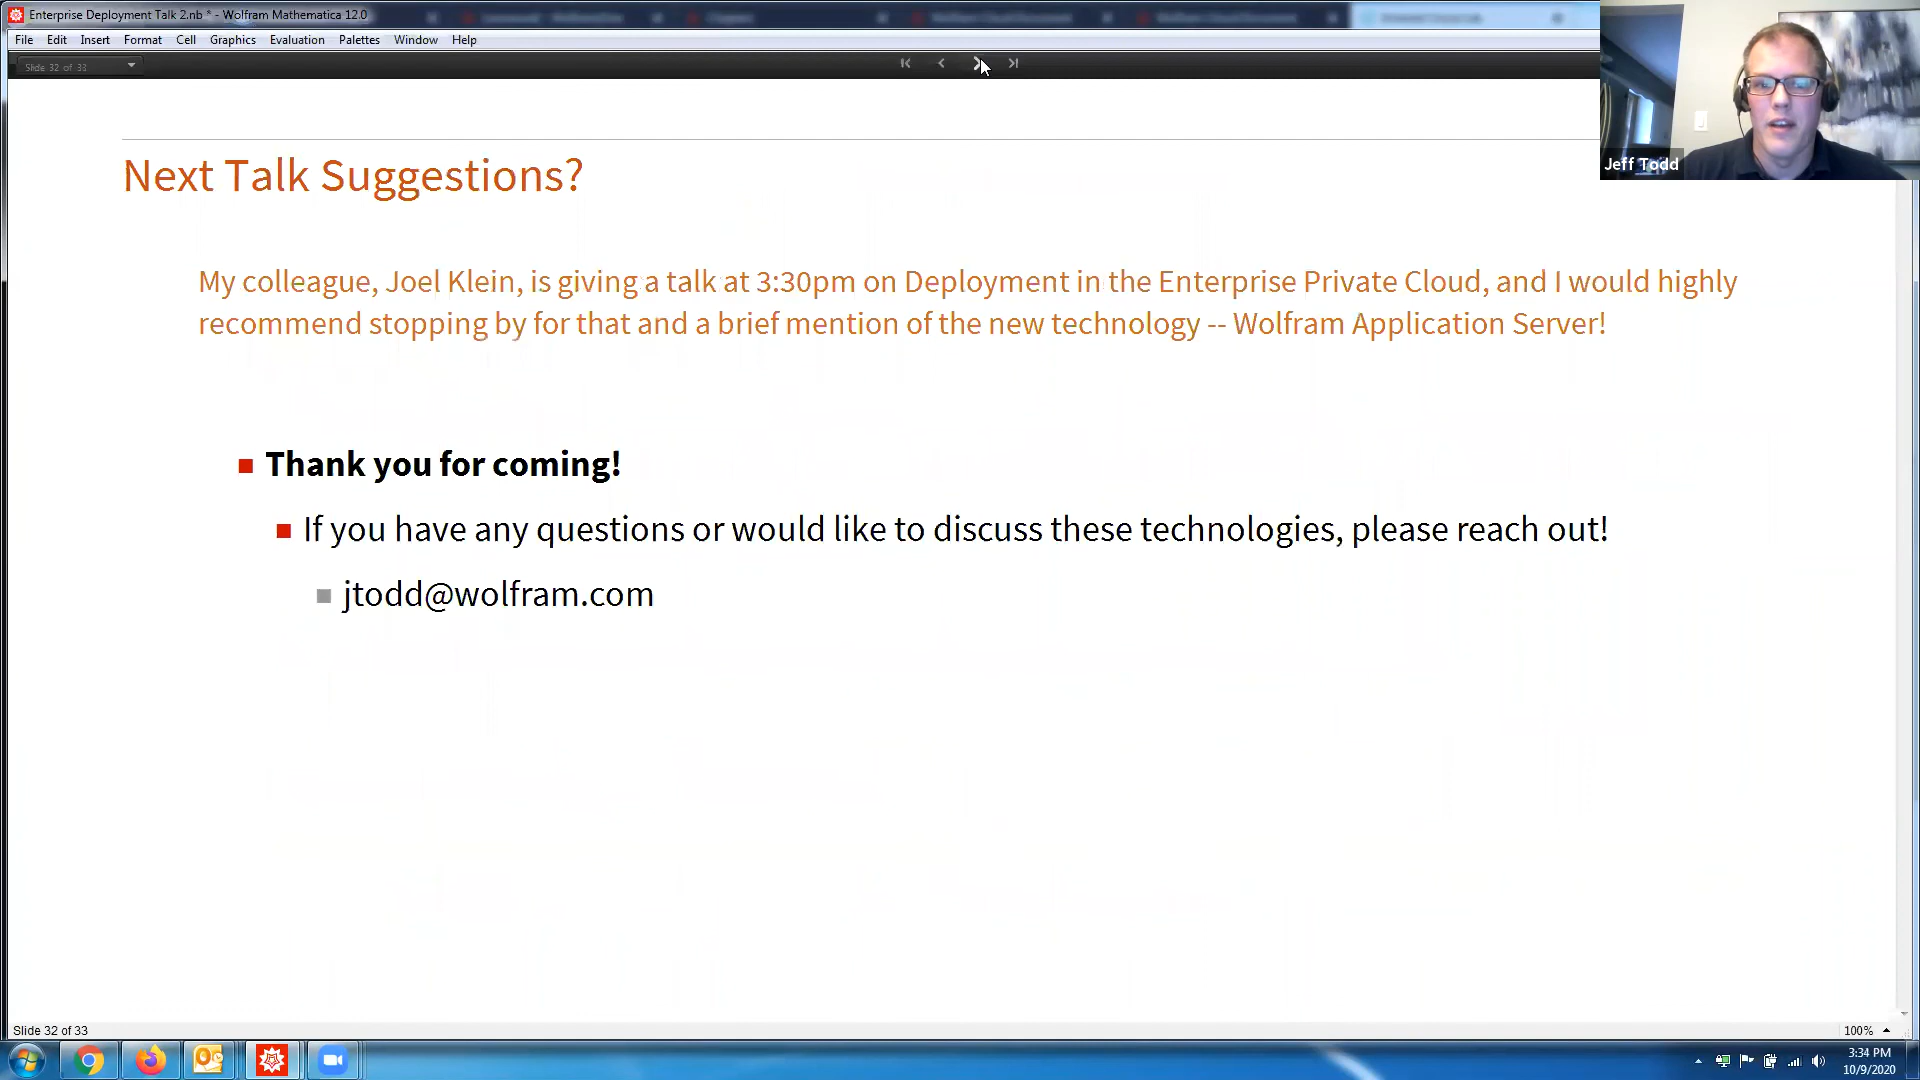 Enterprise Deployment Talk 2.nb * - Wolfram Mathematica 12.0
File Edit Insert Format Cell Graphics Evaluation Palettes Window Help
Slide 32 of 33
Jeff Todd
Next Talk Suggestions?
My colleague, Joel Klein, is giving a talk at 3:30pm on Deployment in the Enterprise Private Cloud, and I would highly
recommend stopping by for that and a brief mention of the new technology -- Wolfram Application Server!
Thank you for coming!
If you have any questions or would like to discuss these technologies, please reach out!
jtodd@wolfram.com
Slide 32 of 33
100%
3:34 PM
10/9/2020